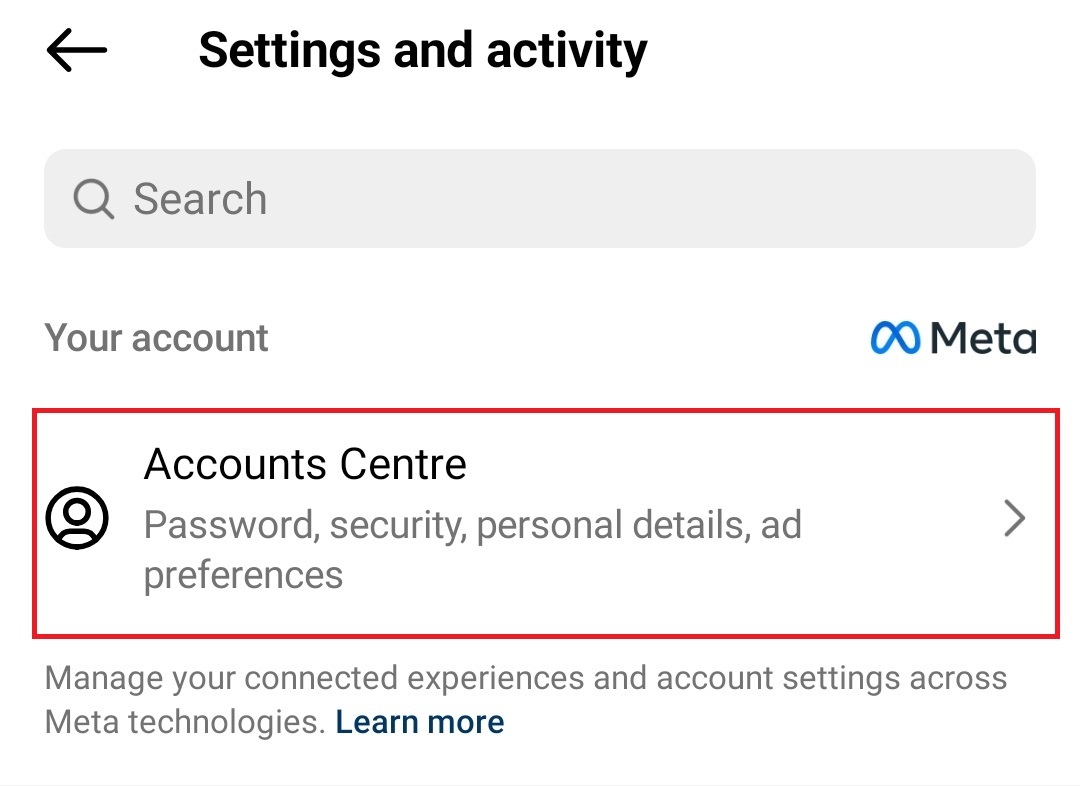 Settings and activity
Search
Your account
Meta
Accounts Centre
Password, security, personal details, ad
preferences
Manage your connected experiences and account settings across
Meta technologies. Learn more